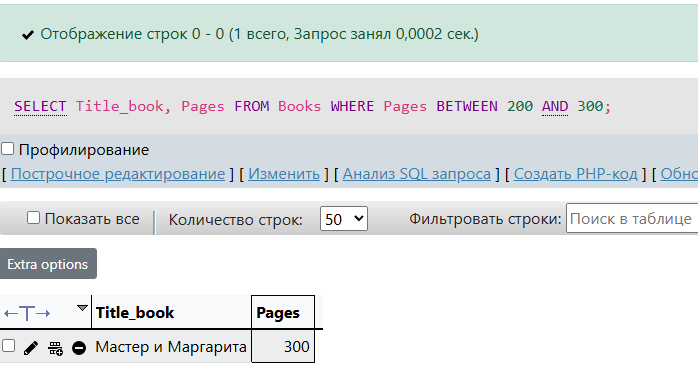 Отображение строк 0 - 0 (1 всего, Запрос занял 0,0002 сек.)
SELECT Title_book, Pages FROM Books WHERE Pages BETWEEN 200 AND 300;
Профилирование
[ Построчное редактирование ] [ Изменить ] [ Анализ SQL запроса ] [ Создать PHP-код ] [ Обно
Показать все Количество строк: 50 Фильтровать строки: Поиск в таблице
Extra options
←T→ Title_book Pages
Мастер и Маргарита 300